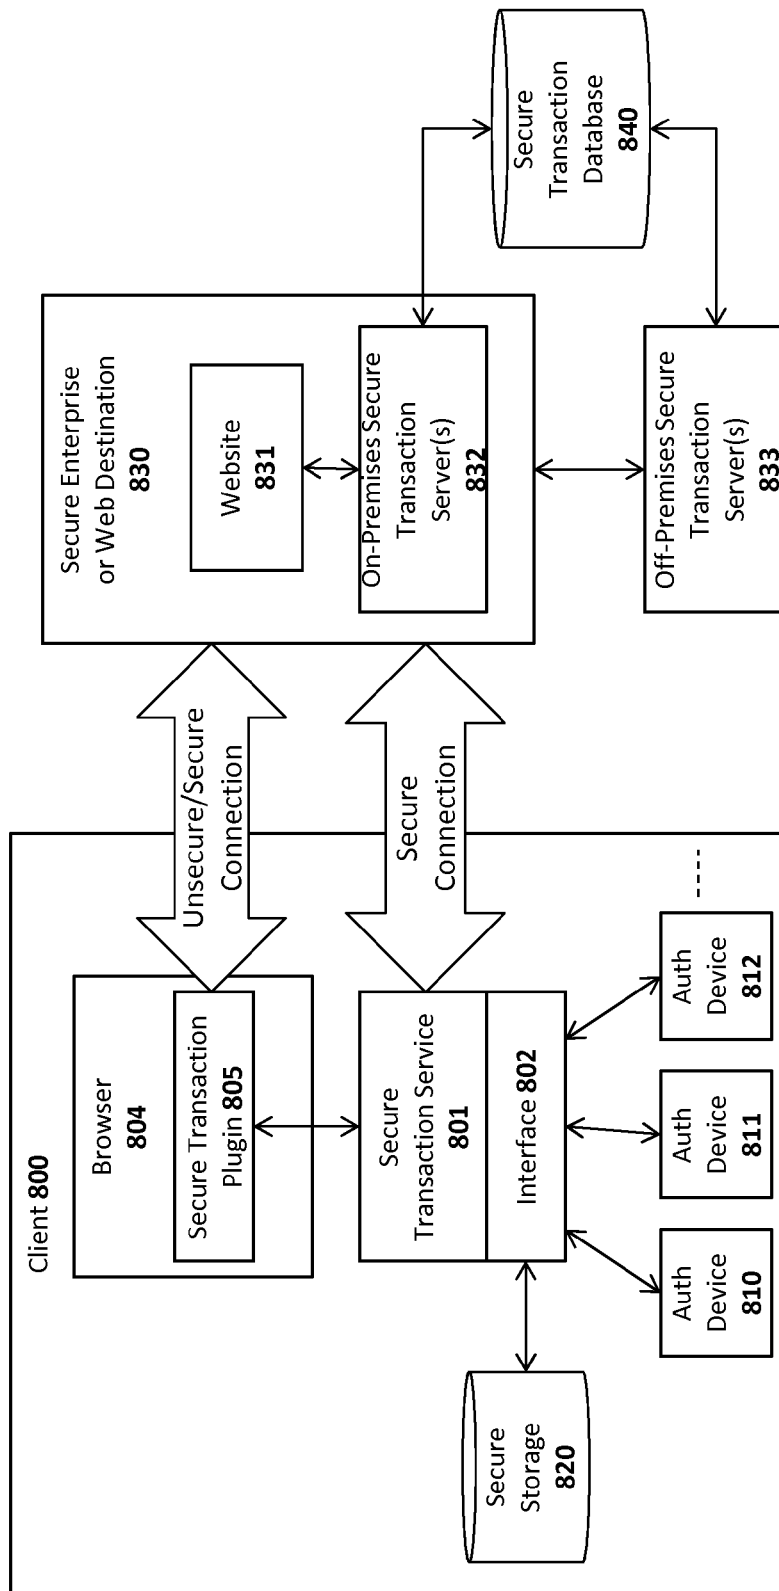 Client 800
Browser
804
Secure Transaction
Plugin 805
Secure
Transaction Service
801
Interface 802
Secure
Storage
820
Auth
Device
810
Auth
Device
811
Auth
Device
812
Unsecure/Secure
Connection
Secure
Connection
Secure Enterprise
or Web Destination
830
Website
831
On-Premises Secure
Transaction
Server(s)
832
Off-Premises Secure
Transaction
Server(s)
833
Secure
Transaction
Database
840